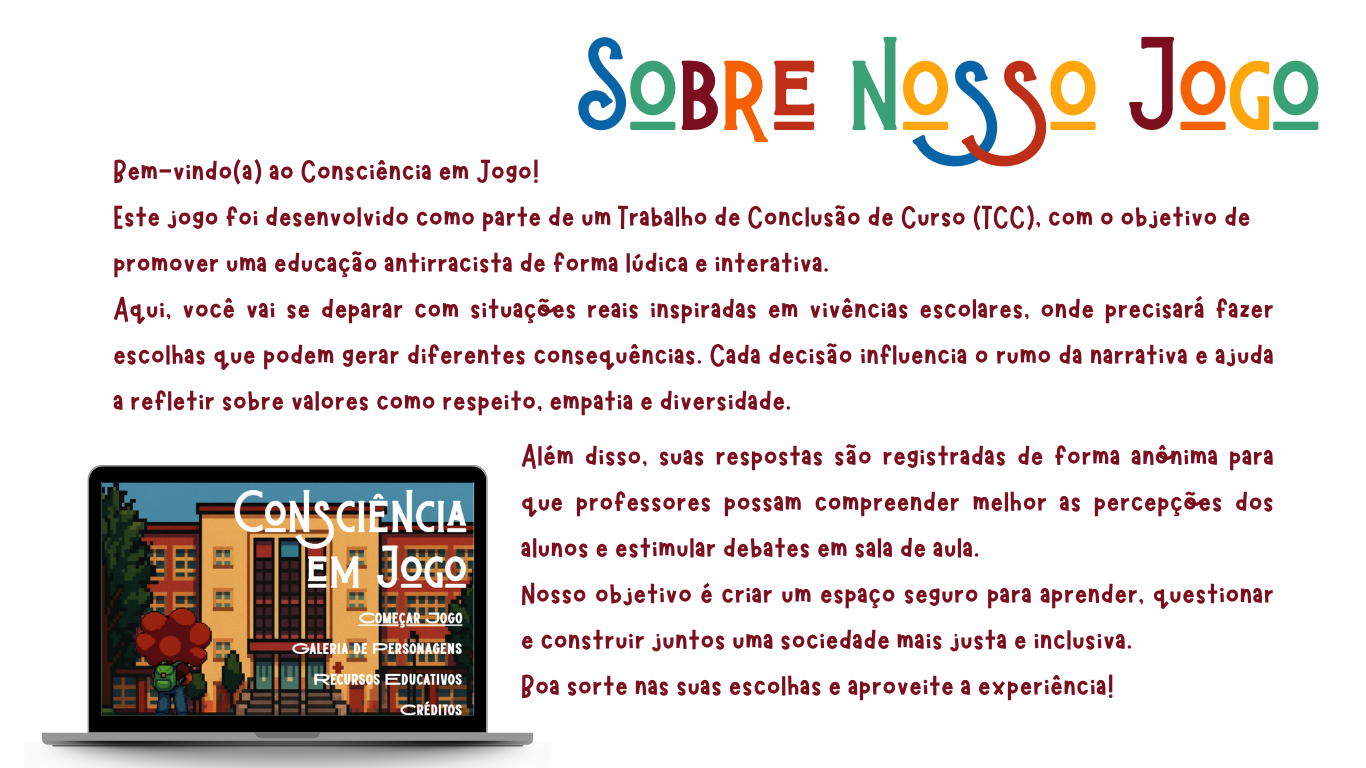 Sobre Nosso Jogo
Bem-vindo(a) ao Consciência em Jogo!
Este jogo foi desenvolvido como parte de um Trabalho de Conclusão de Curso (TCC), com o objetivo de
promover uma educação antirracista de forma lúdica e interativa.
Aqui, você vai se deparar com situações reais inspiradas em vivências escolares, onde precisará fazer
escolhas que podem gerar diferentes consequências. Cada decisão influencia o rumo da narrativa e ajuda
a refletir sobre valores como respeito, empatia e diversidade.
Além disso, suas respostas são registradas de forma anônima para
que professores possam compreender melhor as percepções dos
alunos e estimular debates em sala de aula.
Nosso objetivo é criar um espaço seguro para aprender, questionar
e construir juntos uma sociedade mais justa e inclusiva.
Boa sorte nas suas escolhas e aproveite a experiência!
Consciência
em Jogo
Começar Jogo
Galeria de Personagens
Recursos Educativos
Créditos